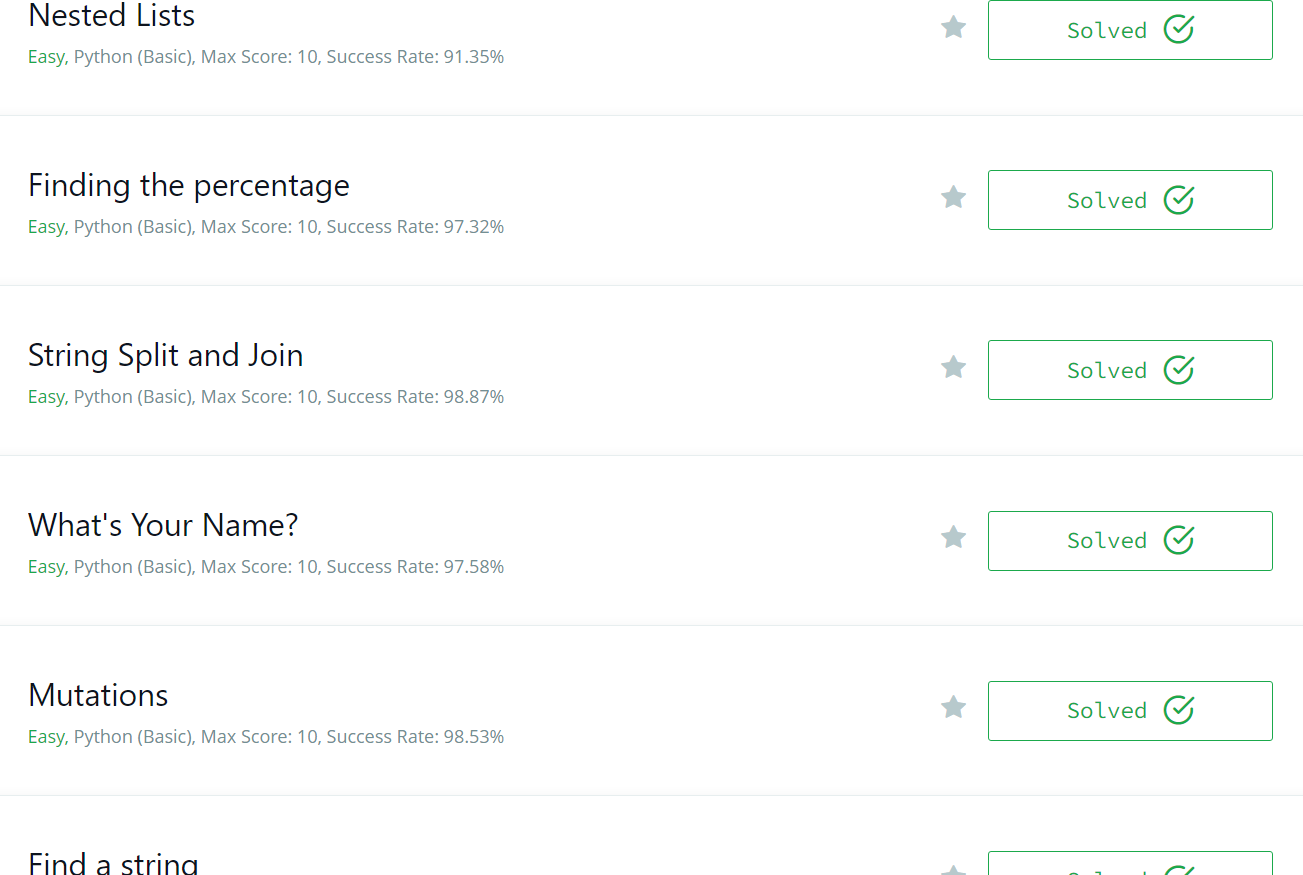 Nested Lists
Solved
Easy, Python (Basic), Max Score: 10, Success Rate: 91.35%
Finding the percentage
Solved
Easy, Python (Basic), Max Score: 10, Success Rate: 97.32%
String Split and Join
Solved
Easy, Python (Basic), Max Score: 10, Success Rate: 98.87%
What's Your Name?
Solved
Easy, Python (Basic), Max Score: 10, Success Rate: 97.58%
Mutations
Solved
Easy, Python (Basic), Max Score: 10, Success Rate: 98.53%
Find a string